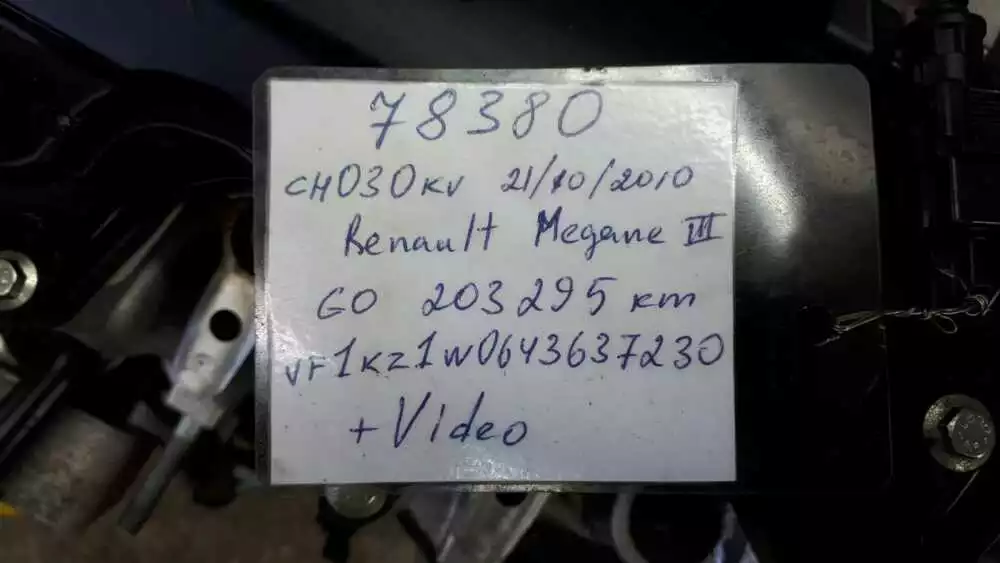 78380
CH030KV 21/10/2010
Renault Megane III
GO 203295 km
VF1KZ1W0643637230
+ Video